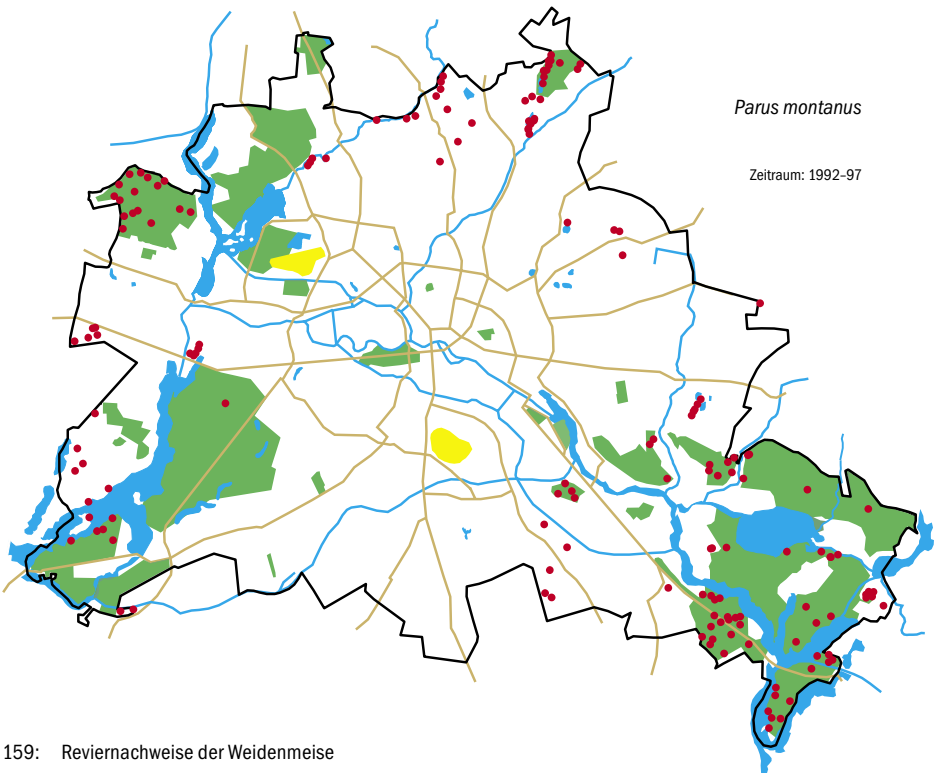 Parus montanus
Zeitraum: 1992–97
159: Reviernachweise der Weidenmeise